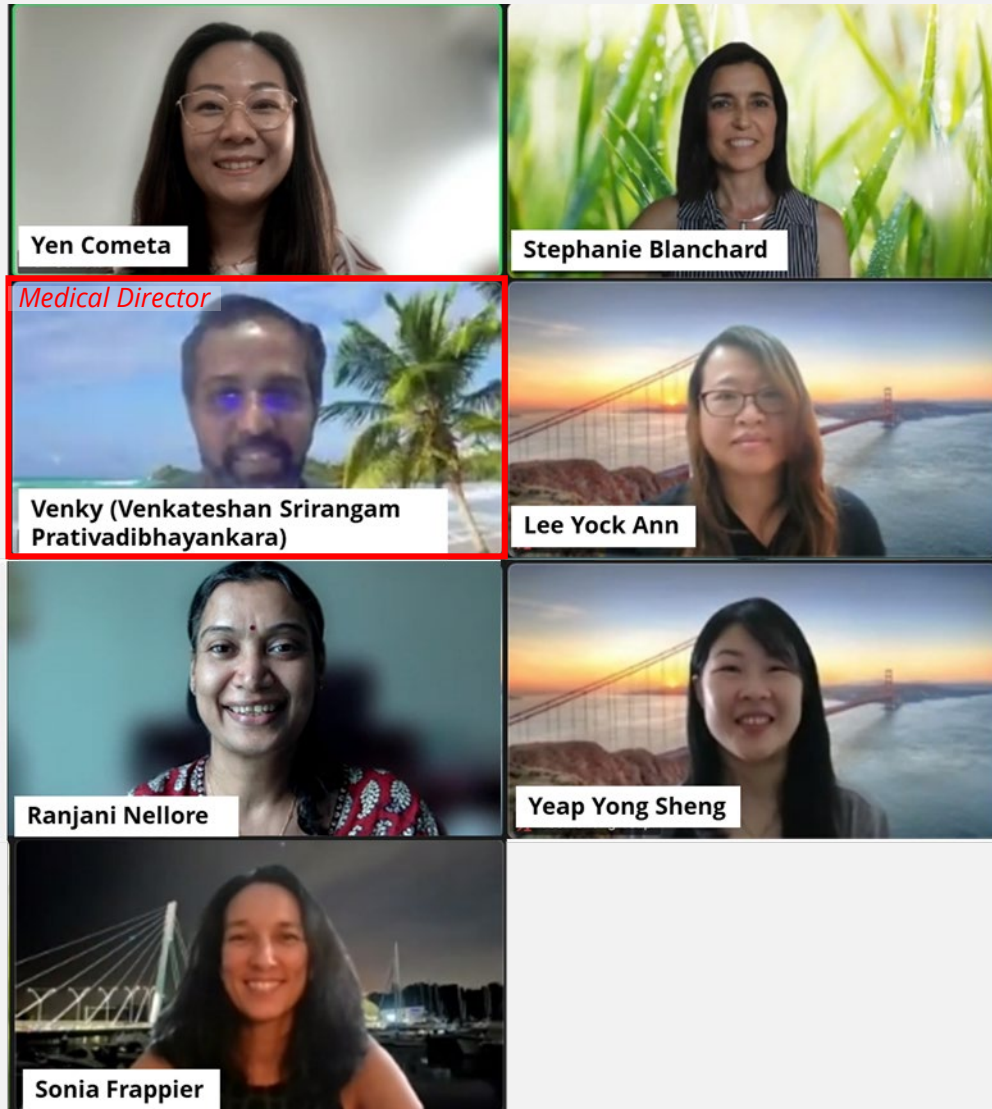 Yen Cometa
Stephanie Blanchard
Medical Director
Venky (Venkateshan Srirangam
Prativadibhayankara)
Lee Yock Ann
Ranjani Nellore
Yeap Yong Sheng
Sonia Frappier